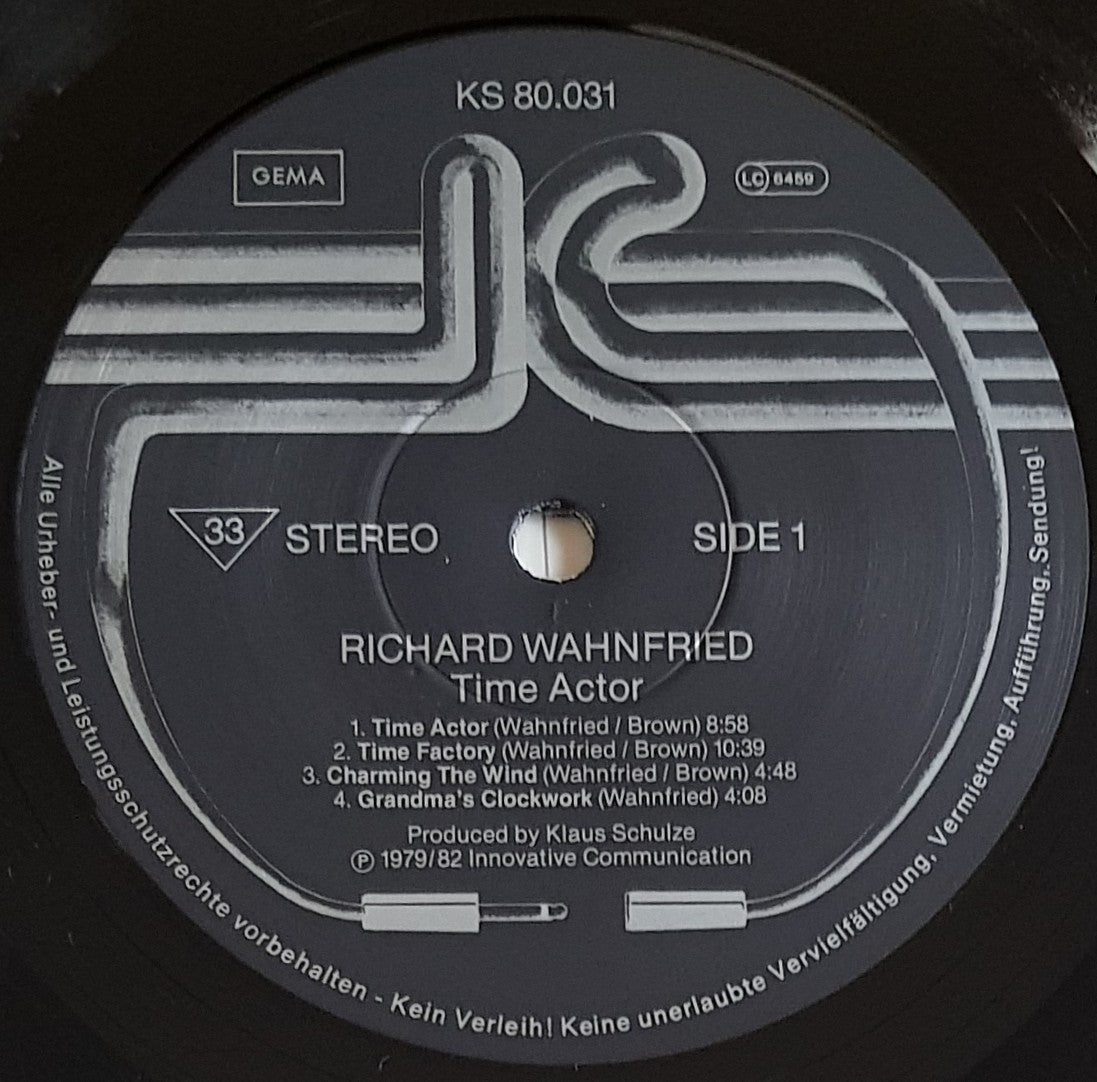 KS 80.031
GEMA
LC 6459
33 STEREO
SIDE 1
RICHARD WAHNFRIED
Time Actor
1. Time Actor (Wahnfried / Brown) 8:58
2. Time Factory (Wahnfried / Brown) 10:39
3. Charming The Wind (Wahnfried / Brown) 4:48
4. Grandma's Clockwork (Wahnfried) 4:08
Produced by Klaus Schulze
Ⓟ 1979/82 Innovative Communication
Alle Urheber- und Leistungsschutzrechte vorbehalten - Kein Verleih! Keine unerlaubte Vervielfältigung, Vermietung, Aufführung, Sendung!